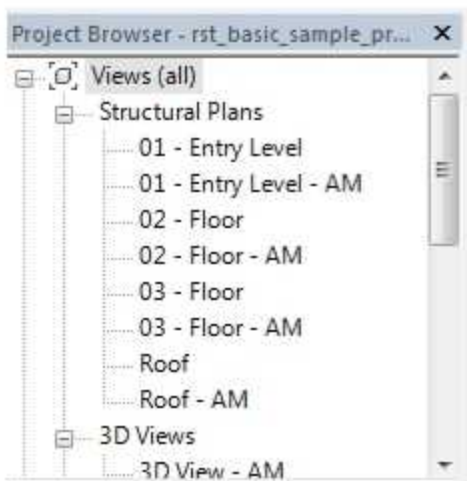 Project Browser - rst_basic_sample_pr...
Views (all)
Structural Plans
01 - Entry Level
01 - Entry Level - AM
02 - Floor
02 - Floor - AM
03 - Floor
03 - Floor - AM
Roof
Roof - AM
3D Views
3D View - AM